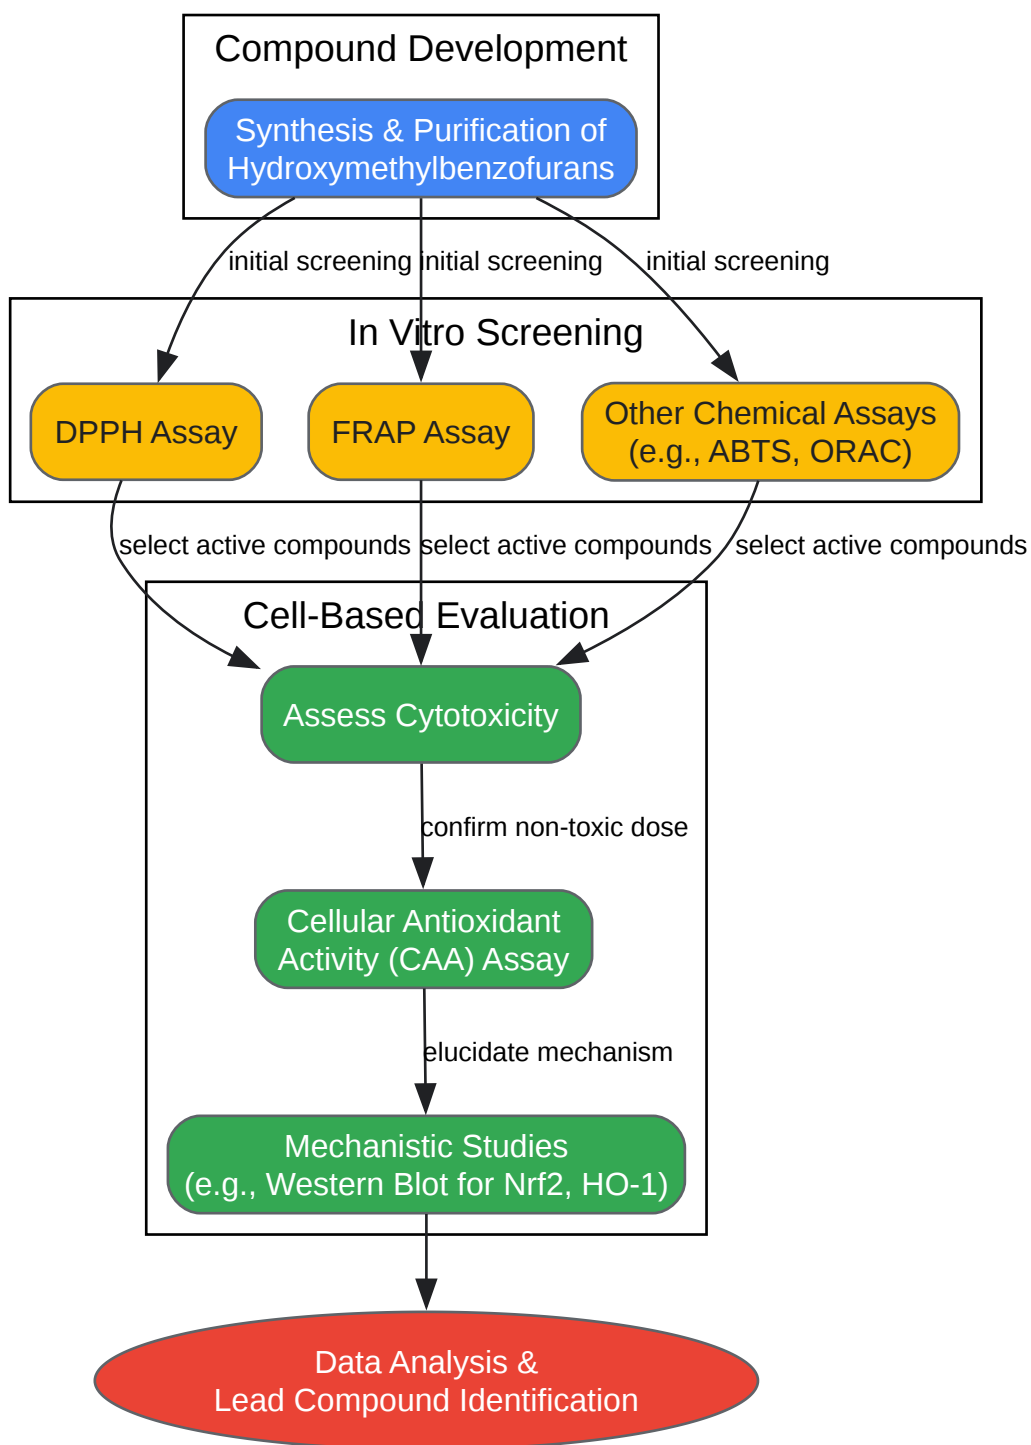 Compound Development
Synthesis & Purification of
Hydroxymethylbenzofurans
initial screening
initial screening
initial screening
In Vitro Screening
DPPH Assay
FRAP Assay
Other Chemical Assays
(e.g., ABTS, ORAC)
select active compounds
select active compounds
select active compounds
Cell-Based Evaluation
Assess Cytotoxicity
confirm non-toxic dose
Cellular Antioxidant
Activity (CAA) Assay
elucidate mechanism
Mechanistic Studies
(e.g., Western Blot for Nrf2, HO-1)
Data Analysis &
Lead Compound Identification